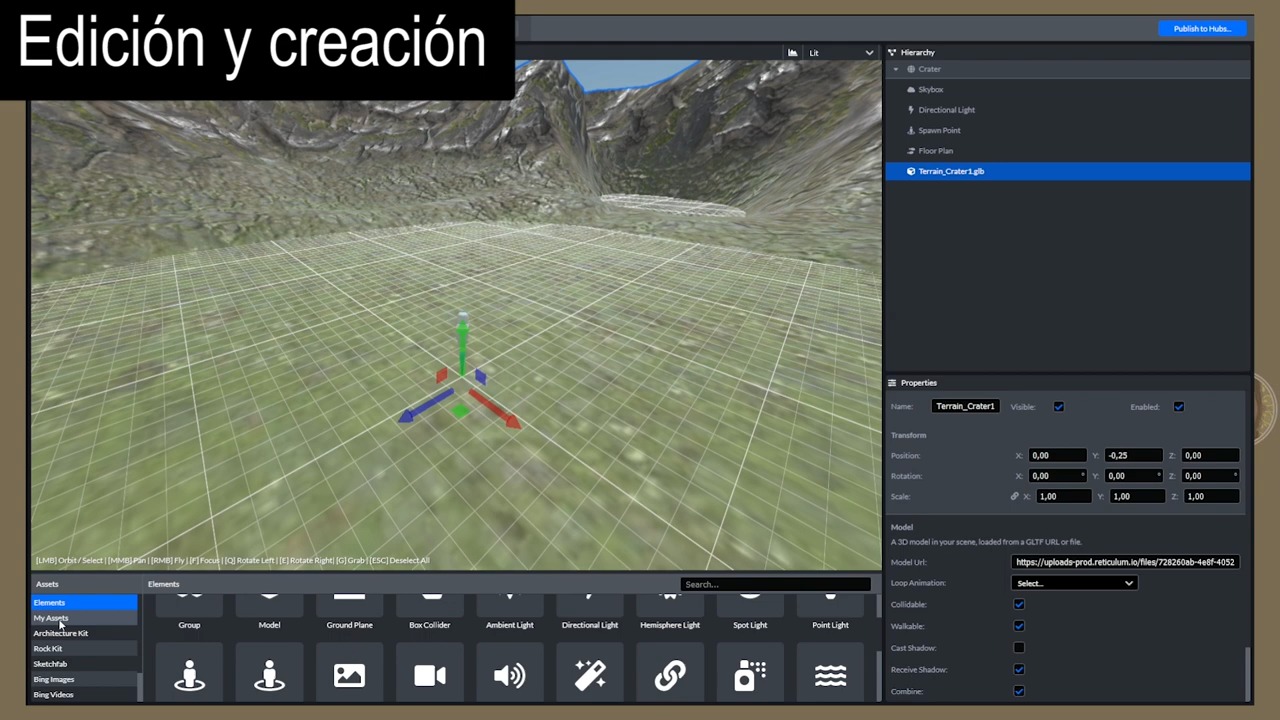 Edición y creación
Publish to Hubs...
Lit
Hierarchy
Crater
Skybox
Directional Light
Spawn Point
Floor Plan
Terrain_Crater1.glb
[LMB] Orbit / Select | [MMB] Pan | [RMB] Fly | [F] Focus | [Q] Rotate Left | [E] Rotate Right| [G] Grab | [ESC] Deselect All
Properties
Name: Terrain_Crater1 Visible: Enabled:
Transform
Position: X: 0,00 Y: -0,25 Z: 0,00
Rotation: X: 0,00 ° Y: 0,00 ° Z: 0,00 °
Scale: X: 1,00 Y: 1,00 Z: 1,00
Model
A 3D model in your scene, loaded from a GLTF URL or file.
Model Url: https://uploads-prod.reticulum.io/files/728260ab-4e8f-4052
Loop Animation: Select...
Collidable:
Walkable:
Cast Shadow:
Receive Shadow:
Combine:
Assets
Elements
My Assets
Architecture Kit
Rock Kit
Sketchfab
Bing Images
Bing Videos
Elements
Search...
Group Model Ground Plane Box Collider Ambient Light Directional Light Hemisphere Light Spot Light Point Light